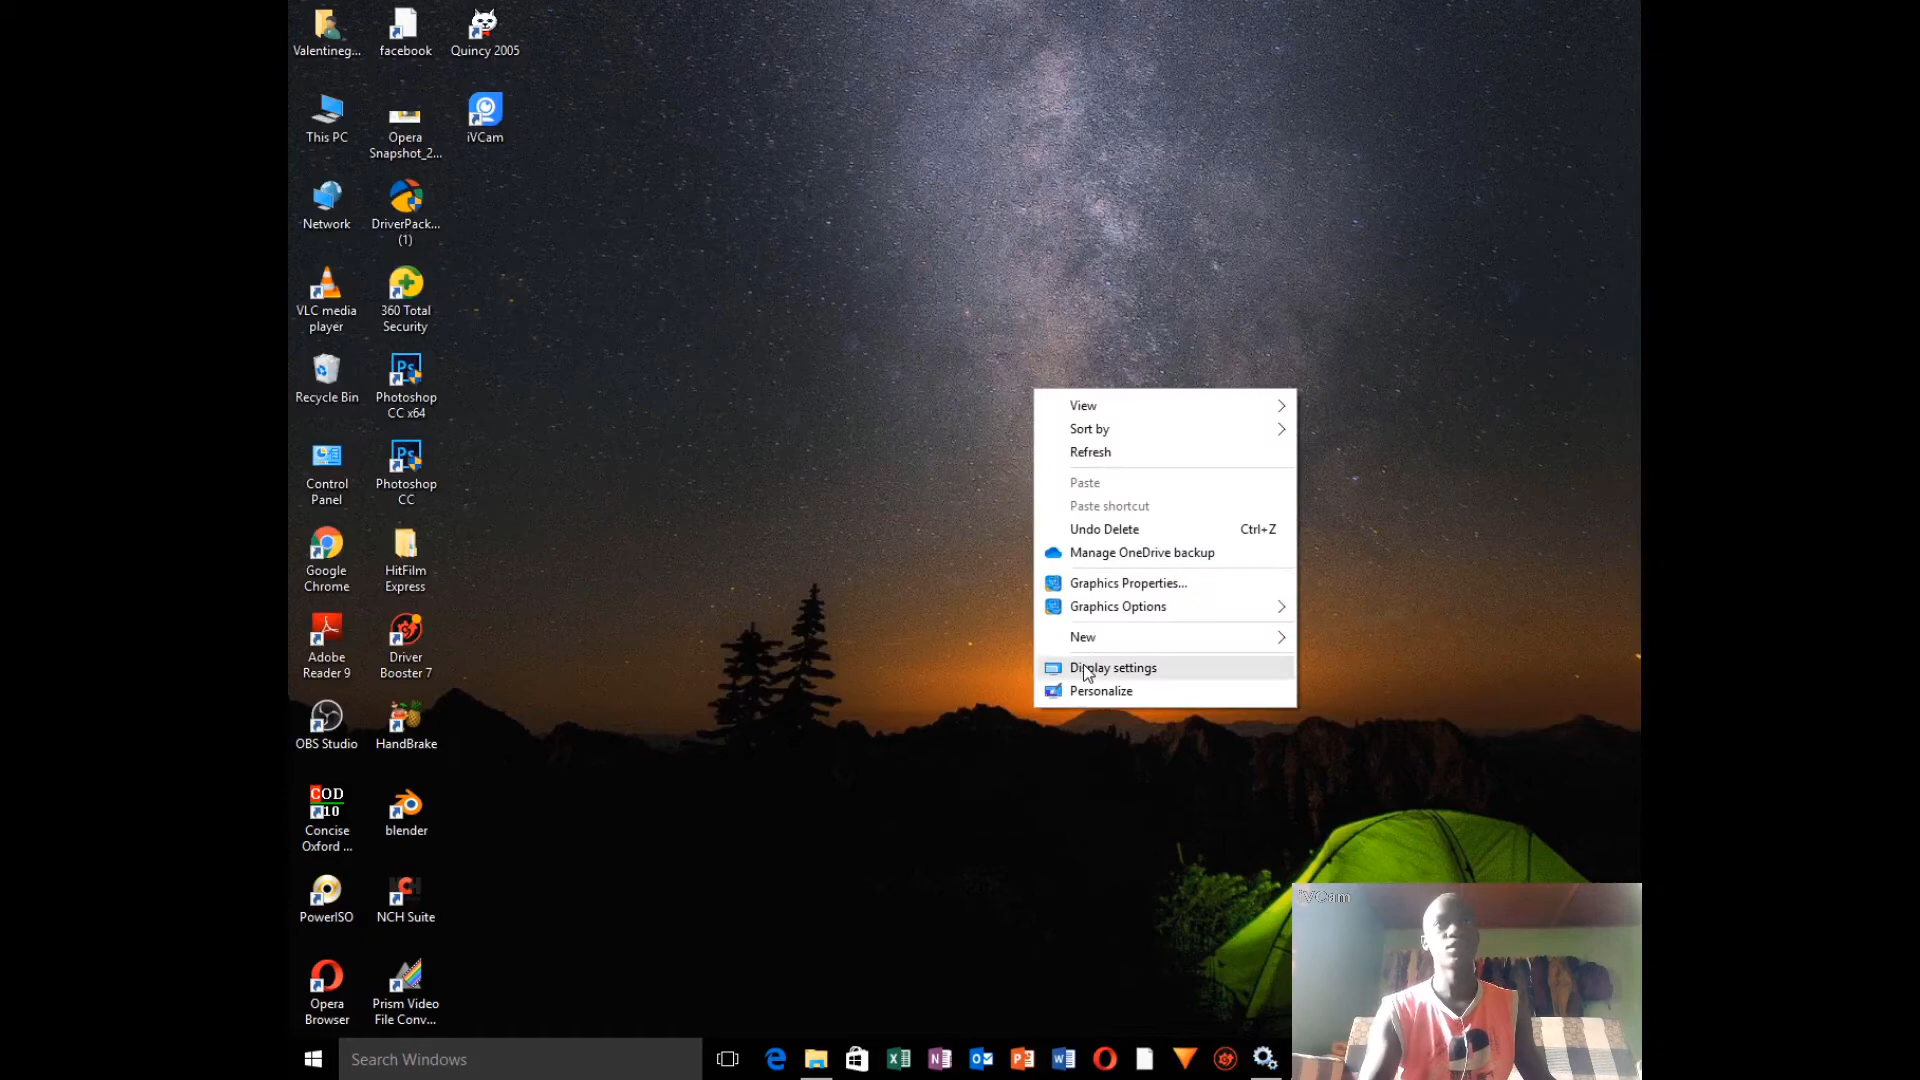 Valentineg...
facebook
Quincy 2005
This PC
Opera
Snapshot_2...
iVCam
Network
DriverPack...
(1)
VLC media
player
360 Total
Security
Recycle Bin
Photoshop
CC x64
Control
Panel
Photoshop
CC
Google
Chrome
HitFilm
Express
Adobe
Reader 9
Driver
Booster 7
OBS Studio
HandBrake
COD
10
Concise
Oxford ...
blender
PowerISO
NCH Suite
Opera
Browser
Prism Video
File Conv...
View
Sort by
Refresh
Paste
Paste shortcut
Undo Delete Ctrl+Z
Manage OneDrive backup
Graphics Properties...
Graphics Options
New
Display settings
Personalize
iVCam
Search Windows